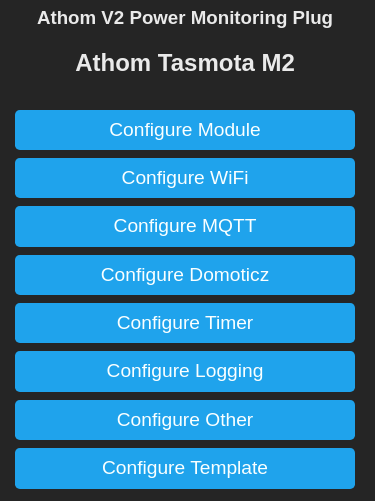 Athom V2 Power Monitoring Plug
Athom Tasmota M2
Configure Module
Configure WiFi
Configure MQTT
Configure Domoticz
Configure Timer
Configure Logging
Configure Other
Configure Template